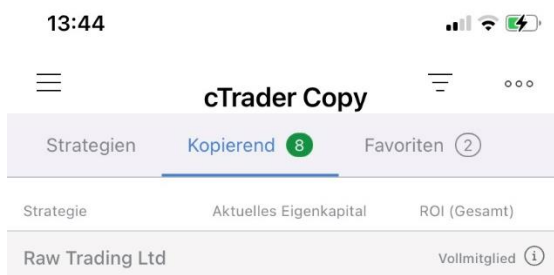 13:44
cTrader Copy
Strategien Kopierend 8 Favoriten 2
Strategie Aktuelles Eigenkapital ROI (Gesamt)
Raw Trading Ltd Vollmitglied i